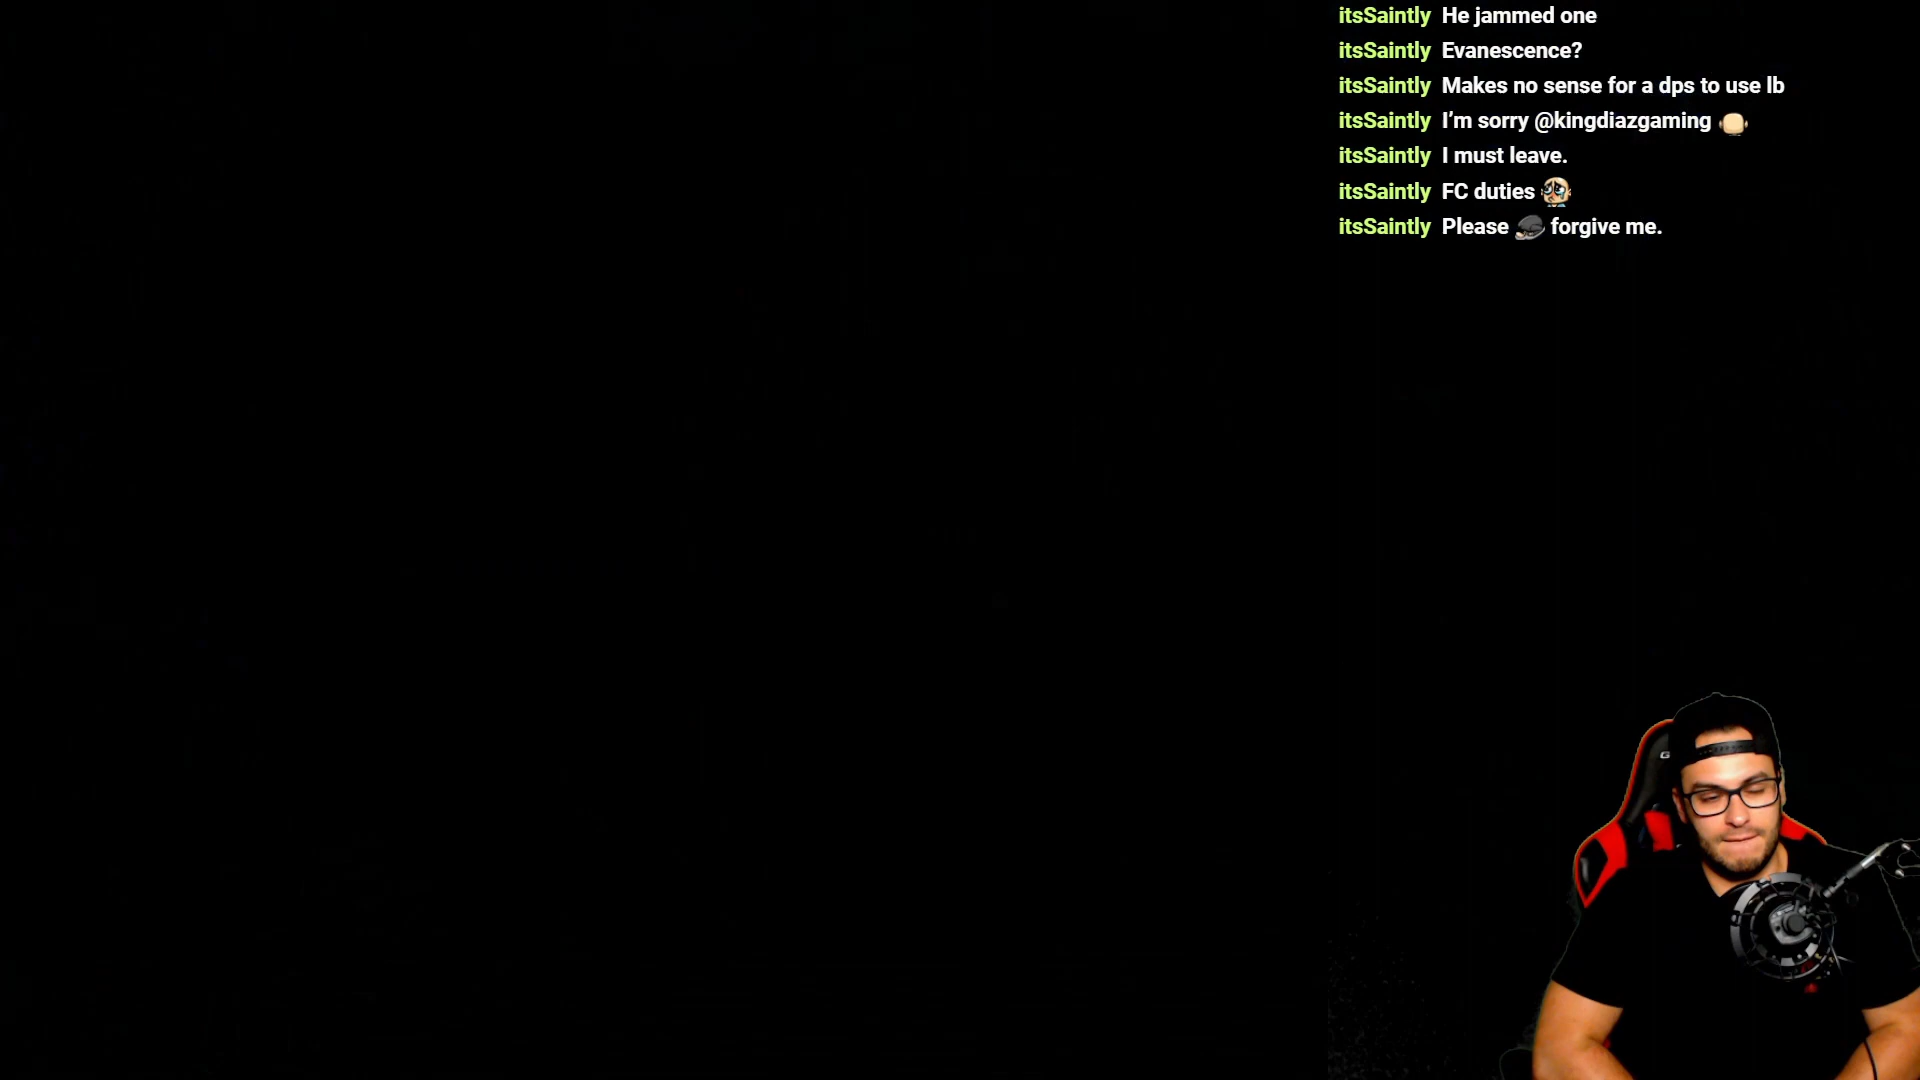 itsSaintly He jammed one
itsSaintly Evanescence?
itsSaintly Makes no sense for a dps to use lb
itsSaintly I’m sorry @kingdiazgaming
itsSaintly I must leave.
itsSaintly FC duties
itsSaintly Please forgive me.